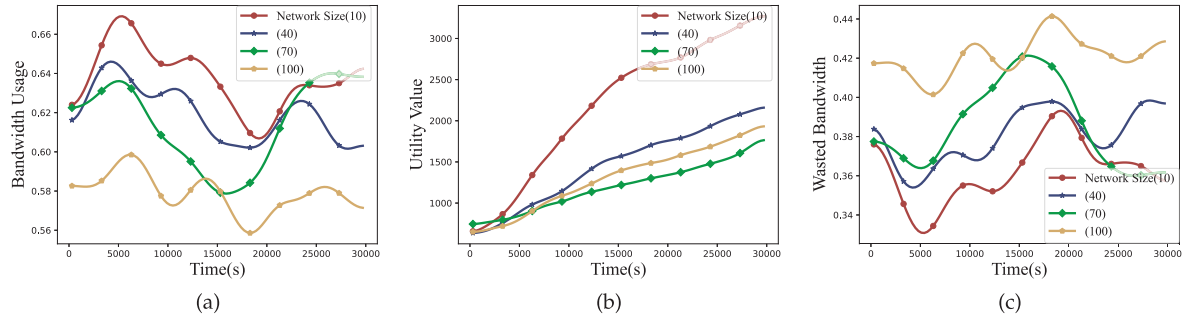 Network Size(10)
(40)
(70)
(100)
0.66
0.64
0.62
0.60
0.58
0.56
Bandwidth Usage
0 5000 10000 15000 20000 25000 30000
Time(s)
(a)
Network Size(10)
(40)
(70)
(100)
3000
2500
2000
1500
1000
Utility Value
0 5000 10000 15000 20000 25000 30000
Time(s)
(b)
0.44
0.42
0.40
0.38
0.36
0.34
Wasted Bandwidth
Network Size(10)
(40)
(70)
(100)
0 5000 10000 15000 20000 25000 30000
Time(s)
(c)